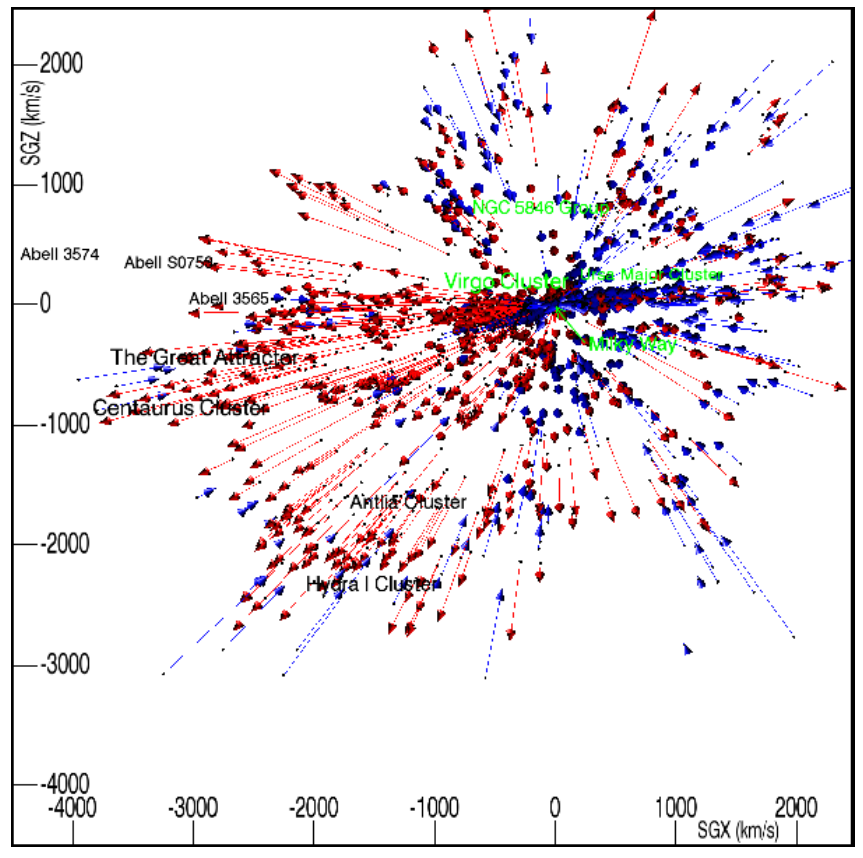 2000
SGZ (km/s)
1000
NGC 5846 Group
Abell 3574
Abell S0753
Virgo Cluster
Ursa Major Cluster
Abell 3565
0
Milky Way
The Great Attracter
Centaurus Cluster
-1000
Antlia Cluster
-2000
Hydra I Cluster
-3000
-4000
-4000 -3000 -2000 -1000 0 1000 2000
SGX (km/s)